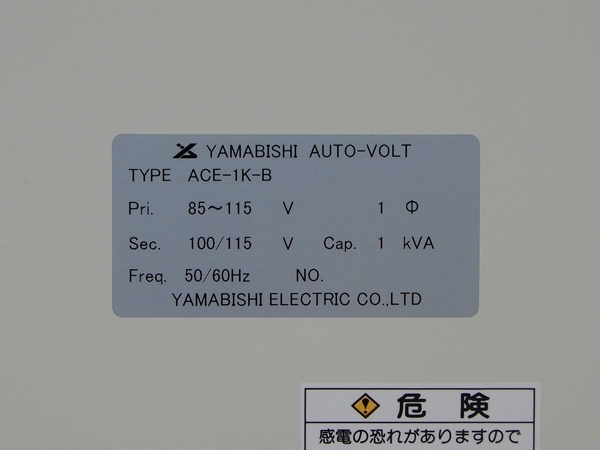 YAMABISHI AUTO-VOLT
TYPE ACE-1K-B
Pri. 85〜115 V 1 Φ
Sec. 100/115 V Cap. 1 kVA
Freq. 50/60Hz NO.
YAMABISHI ELECTRIC CO.,LTD
危険
感電の恐れがありますので